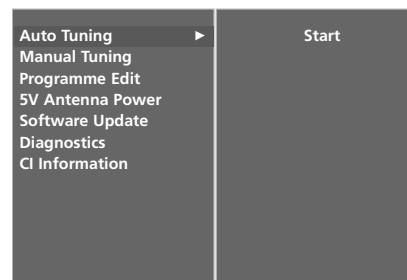 Auto Tuning ► Start
Manual Tuning
Programme Edit
5V Antenna Power
Software Update
Diagnostics
CI Information